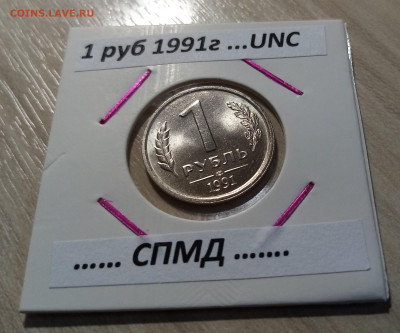 COINS.LAVE.RU
1 руб 1991г ...UNC
1
РУБЛЬ
1991
...... СПМД .......